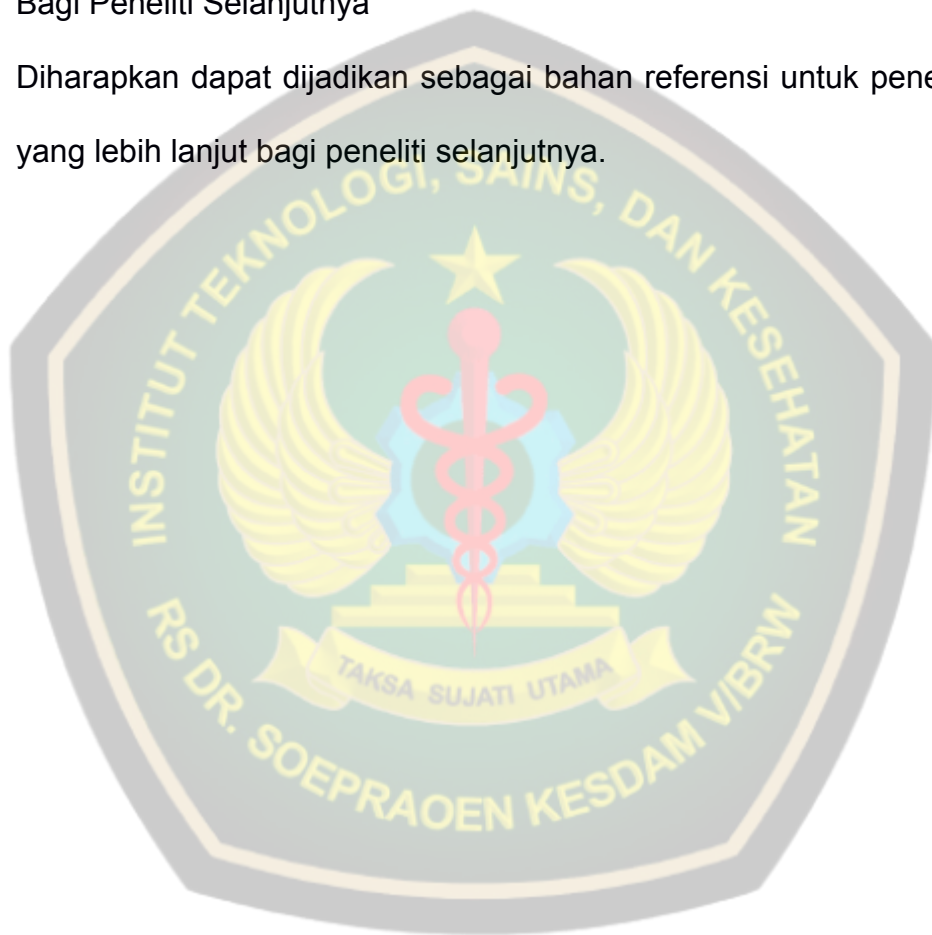 Bagi Peneliti Selanjutnya
Diharapkan dapat dijadikan sebagai bahan referensi untuk pene
yang lebih lanjut bagi peneliti selanjutnya.
INSTITUT TEKNOLOGI, SAINS, DAN KESEHATAN
TAKSA SUJATI UTAMA
RS DR. SOEPRAOEN KESDAM V/BRW